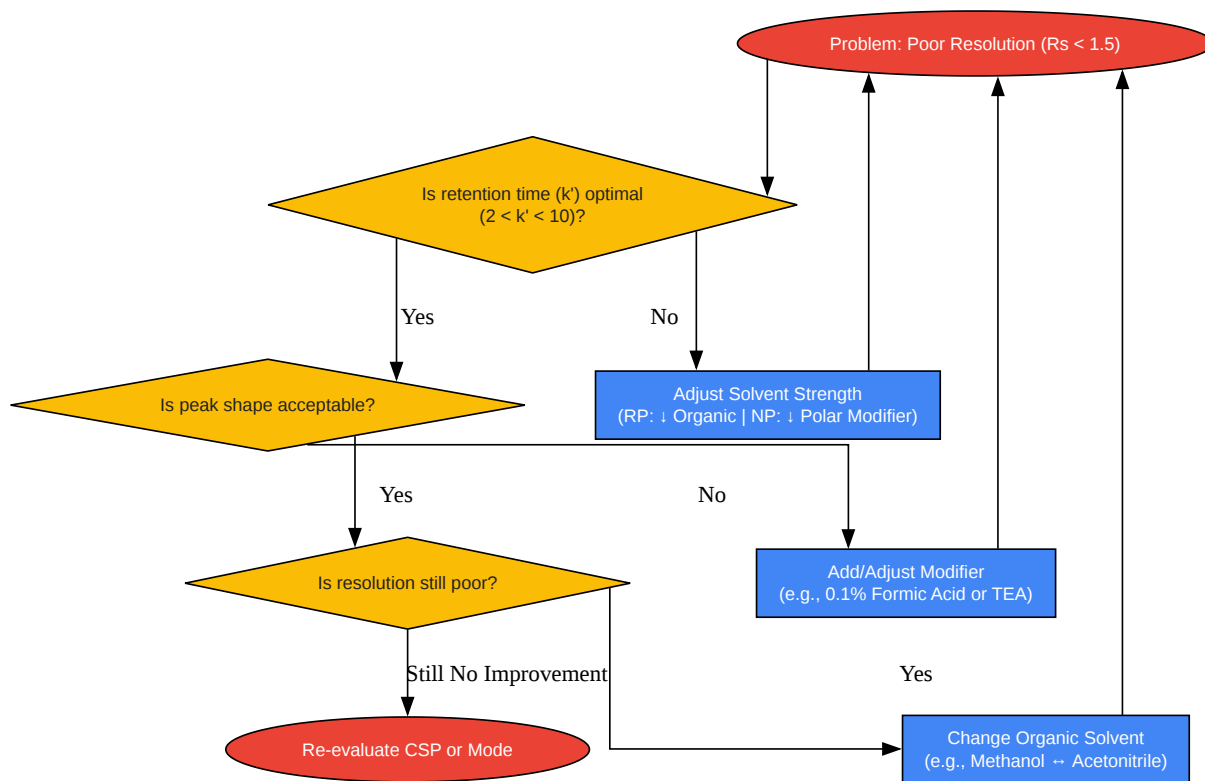 Problem: Poor Resolution (Rs < 1.5)
Is retention time (k') optimal
(2 < k' < 10)?
Yes
No
Adjust Solvent Strength
(RP: ↓ Organic | NP: ↓ Polar Modifier)
Is peak shape acceptable?
Yes
No
Add/Adjust Modifier
(e.g., 0.1% Formic Acid or TEA)
Is resolution still poor?
Still No Improvement
Yes
Re-evaluate CSP or Mode
Change Organic Solvent
(e.g., Methanol ↔ Acetonitrile)